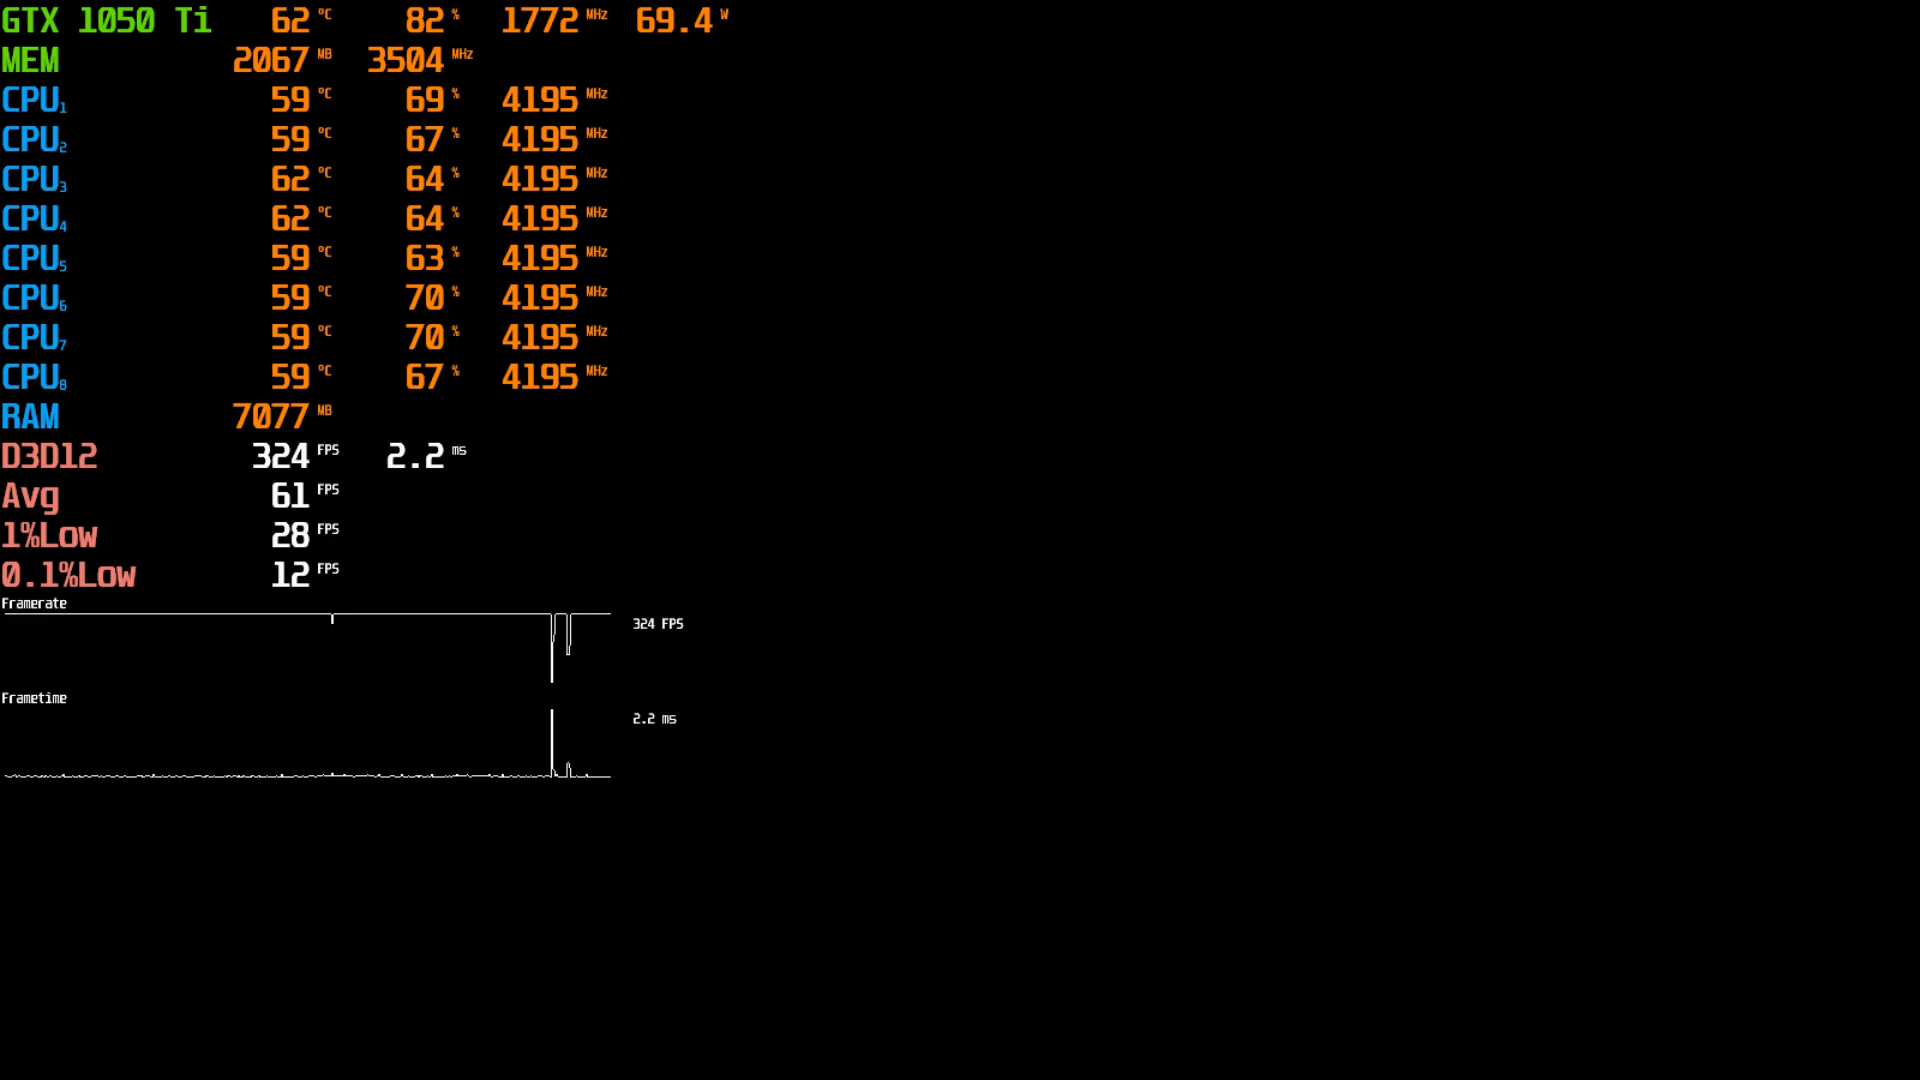 GTX 1050 Ti 62 °C 82 % 1772 MHz 69.4 W
MEM 2067 MB 3504 MHz
CPU1 59 °C 69 % 4195 MHz
CPU2 59 °C 67 % 4195 MHz
CPU3 62 °C 64 % 4195 MHz
CPU4 62 °C 64 % 4195 MHz
CPU5 59 °C 63 % 4195 MHz
CPU6 59 °C 70 % 4195 MHz
CPU7 59 °C 70 % 4195 MHz
CPU8 59 °C 67 % 4195 MHz
RAM 7077 MB
D3D12 324 FPS 2.2 ms
Avg 61 FPS
1%Low 28 FPS
0.1%Low 12 FPS
Framerate
324 FPS
Frametime
2.2 ms